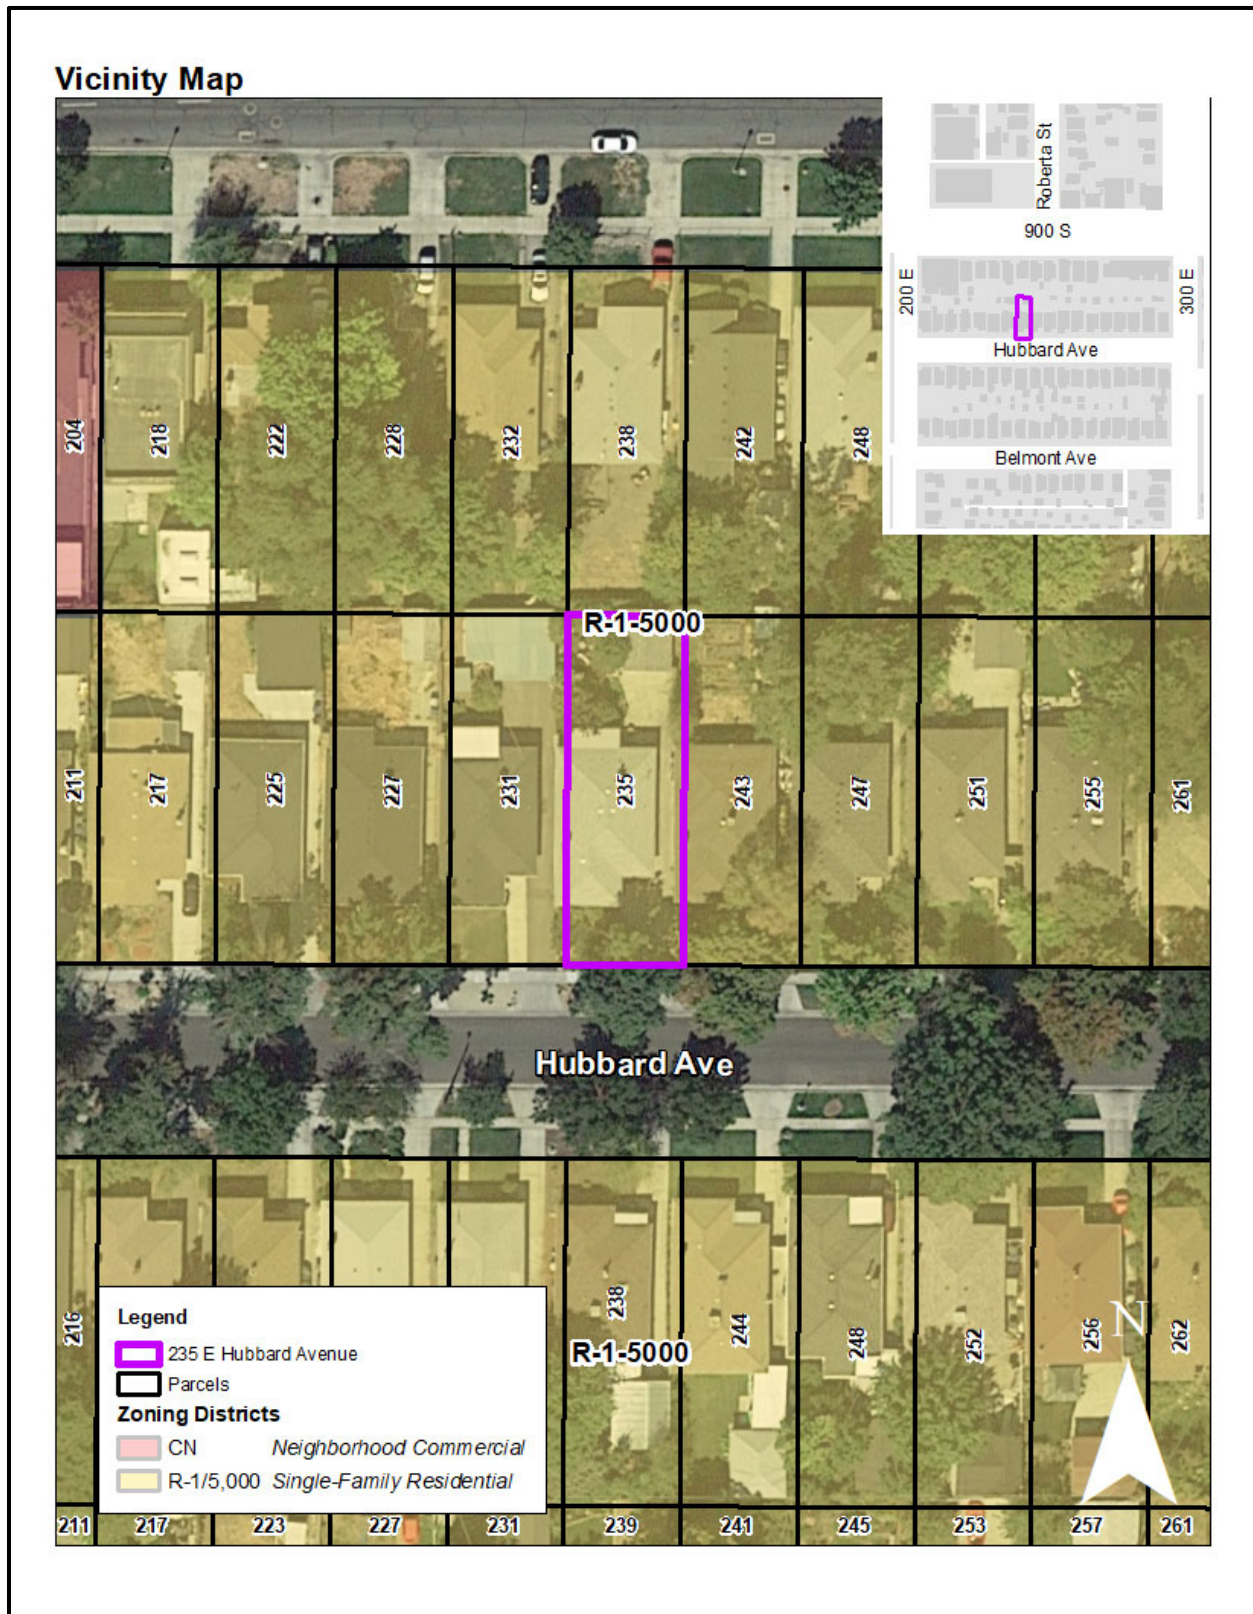 Vicinity Map
Roberta St
900 S
200 E
300 E
Hubbard Ave
Belmont Ave
204
218
222
228
232
238
242
248
R-1-5000
211
217
225
227
231
235
243
247
251
255
261
Hubbard Ave
216
238
244
248
252
256
262
R-1-5000
N
Legend
235 E Hubbard Avenue
Parcels
Zoning Districts
CN Neighborhood Commercial
R-1/5,000 Single-Family Residential
211 217 223 227 231 239 241 245 253 257 261